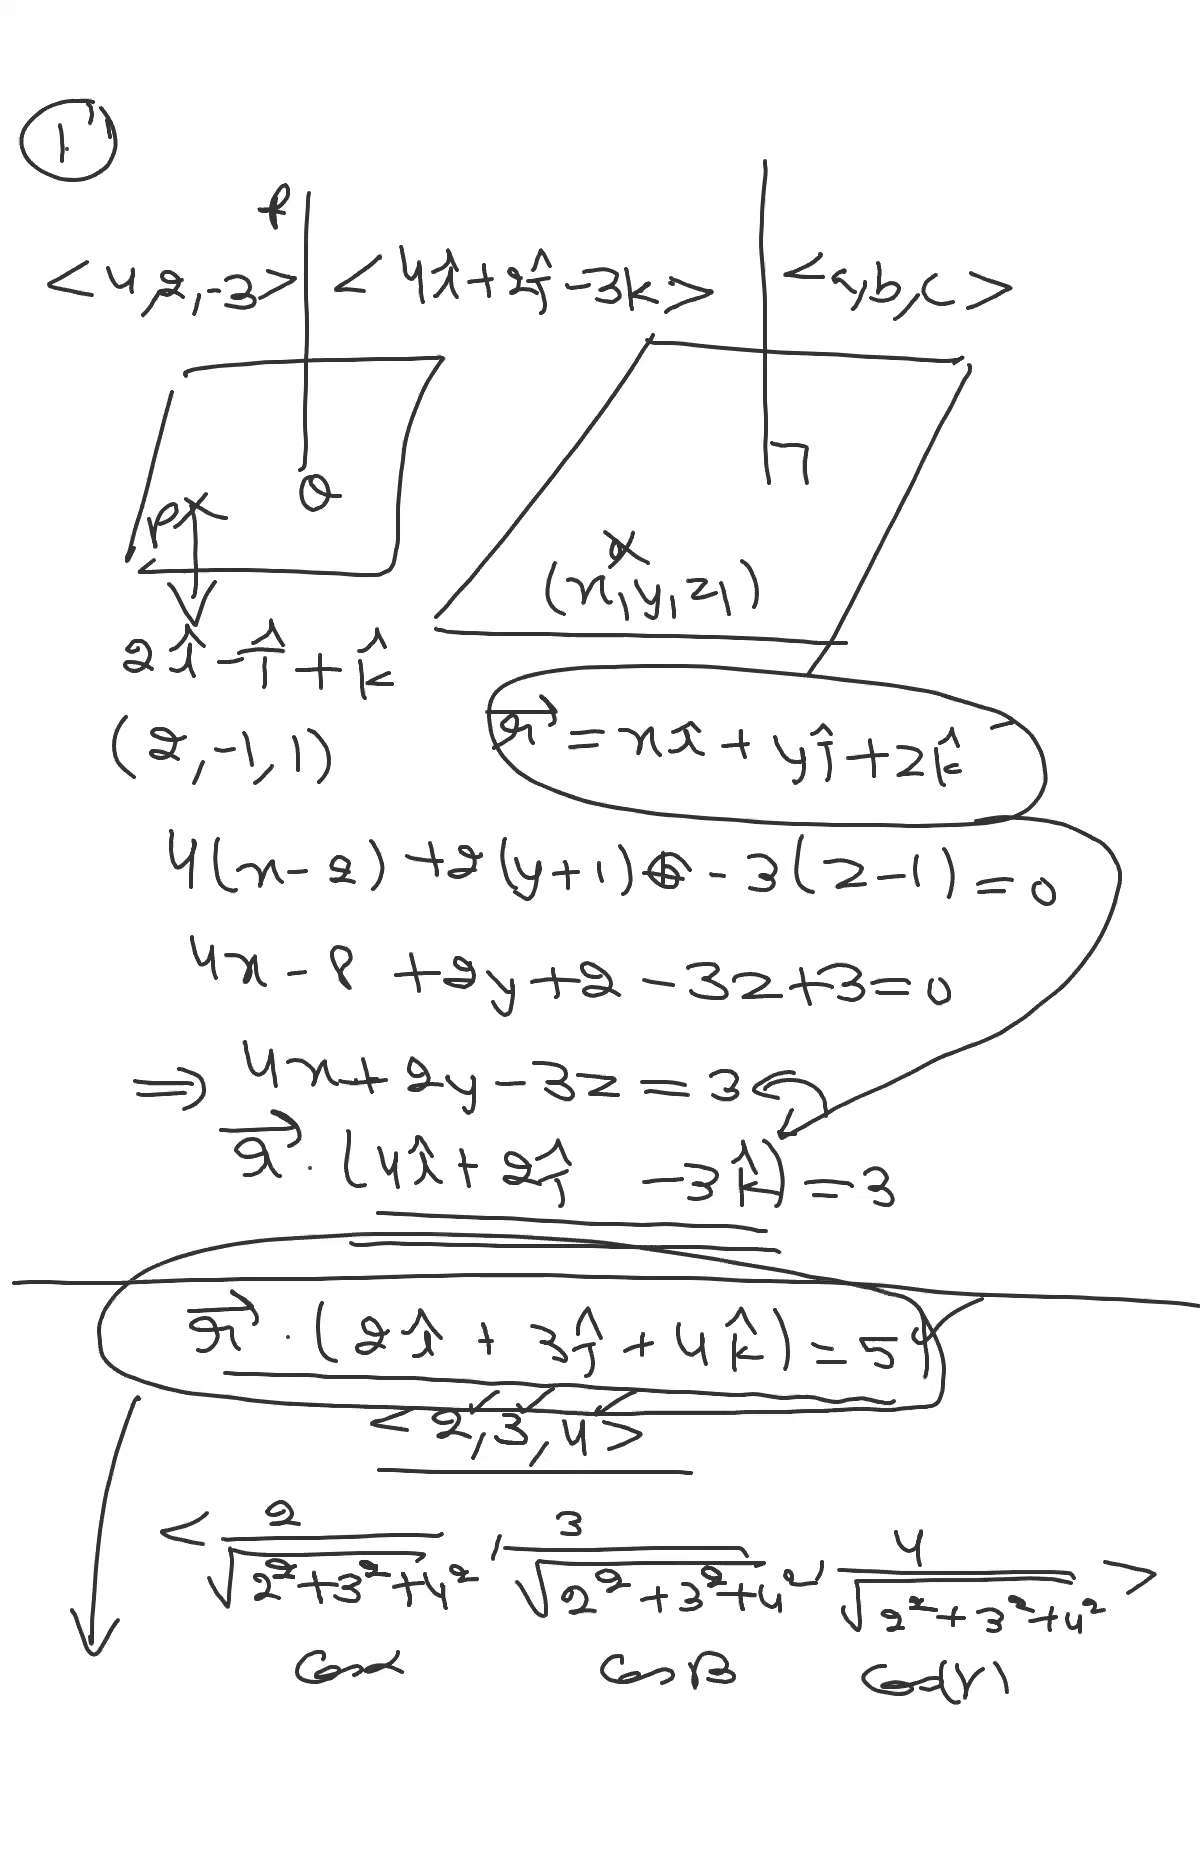 1.
f
<4,2,-3> <4î+2ĵ-3k> <a,b,c>
Q
P
(x₁y₁z₁)
2î-ĵ+k̂
(2,-1,1)
r⃗ = xî + yĵ + zk̂
4(x-2)+2(y+1) -3(z-1)=0
4x-8+2y+2-3z+3=0
⇒ 4x+2y-3z=3
r⃗.(4î+2ĵ -3k̂)=3
r⃗.(2î+3ĵ+4k̂)=5
<2,3,4>
<2/√(2²+3²+4²), 3/√(2²+3²+4²), 4/√(2²+3²+4²)>
Cosα Cosβ Cos(γ)